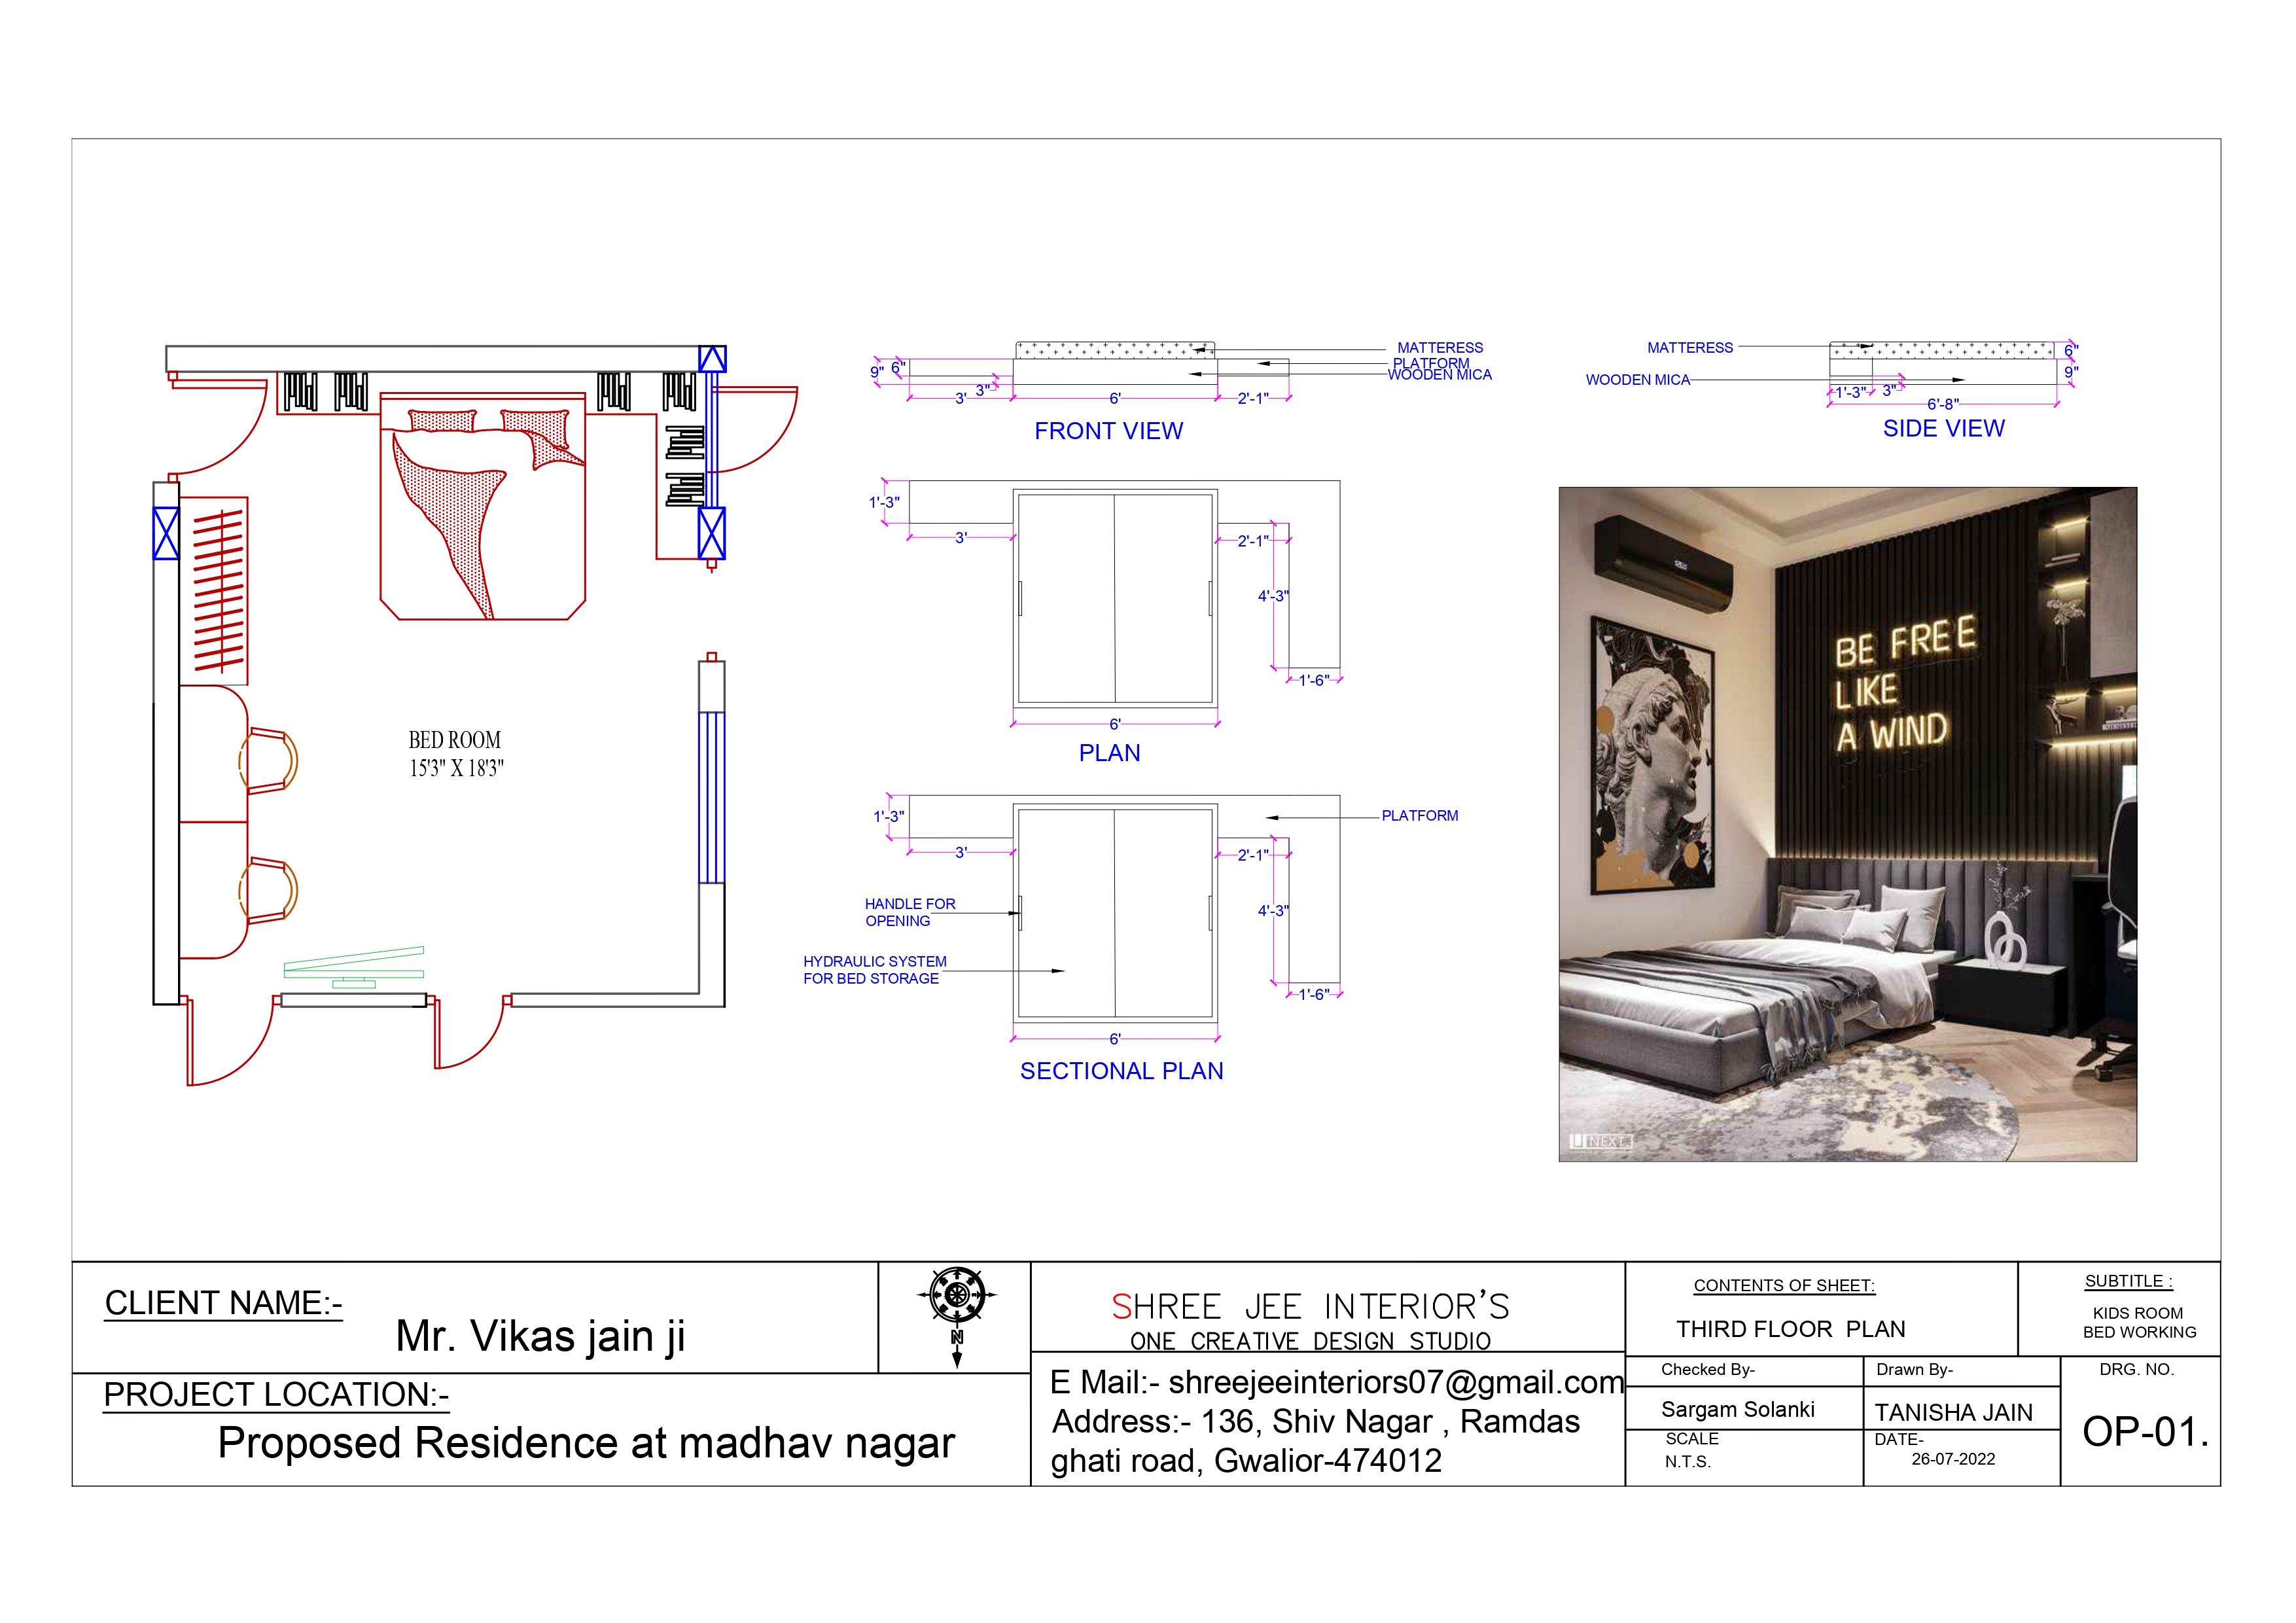 BED ROOM
15'3" X 18'3"
9"
6"
3"
3'
6'
2'-1"
MATTERESS
PLATFORM
WOODEN MICA
FRONT VIEW
MATTERESS
WOODEN MICA
6"
9"
1'-3"
3"
6'-8"
SIDE VIEW
1'-3"
3'
2'-1"
4'-3"
1'-6"
6'
PLAN
1'-3"
3'
2'-1"
4'-3"
1'-6"
6'
PLATFORM
HANDLE FOR
OPENING
HYDRAULIC SYSTEM
FOR BED STORAGE
SECTIONAL PLAN
BE FREE
LIKE
A WIND
U NEXT
CLIENT NAME:-
Mr. Vikas jain ji
PROJECT LOCATION:-
Proposed Residence at madhav nagar
N
SHREE JEE INTERIOR'S
ONE CREATIVE DESIGN STUDIO
E Mail:- shreejeeinteriors07@gmail.com
Address:- 136, Shiv Nagar , Ramdas
ghati road, Gwalior-474012
CONTENTS OF SHEET:
THIRD FLOOR PLAN
SUBTITLE :
KIDS ROOM
BED WORKING
Checked By-
Sargam Solanki
Drawn By-
TANISHA JAIN
SCALE
N.T.S.
DATE-
26-07-2022
DRG. NO.
OP-01.